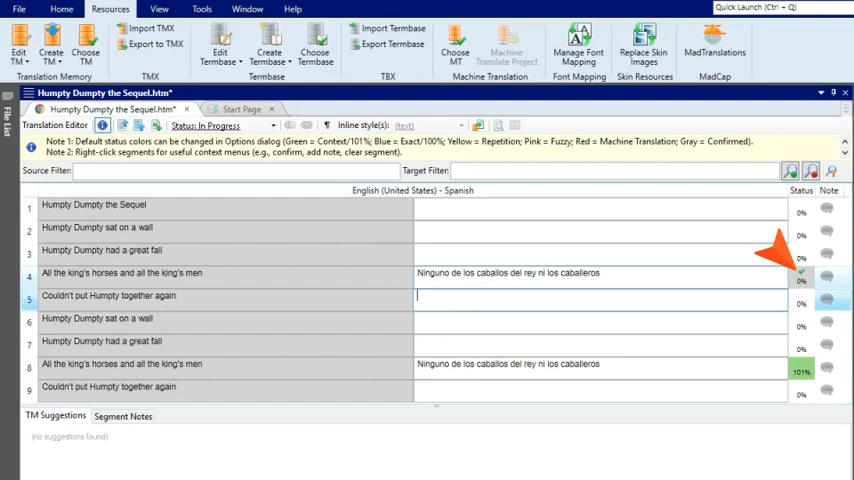 File Home Resources View Tools Window Help Quick Launch (Ctrl + Q)
Edit TM Create TM Choose TM Import TMX Export to TMX Edit Termbase Create Termbase Choose Termbase Import Termbase Export Termbase Choose MT Machine Translate Project Manage Font Mapping Replace Skin Images MadTranslations
Translation Memory TMX Termbase TBX Machine Translation Font Mapping Skin Resources MadCap
File List
Humpty Dumpty the Sequel.htm*
Humpty Dumpty the Sequel.htm* Start Page
Translation Editor Status: In Progress Inline style(s): (text)
Note 1: Default status colors can be changed in Options dialog (Green = Context/101%; Blue = Exact/100%; Yellow = Repetition; Pink = Fuzzy; Red = Machine Translation; Gray = Confirmed).
Note 2: Right-click segments for useful context menus (e.g., confirm, add note, clear segment).
Source Filter: Target Filter:
English (United States) - Spanish Status Note
1 Humpty Dumpty the Sequel 0%
2 Humpty Dumpty sat on a wall 0%
3 Humpty Dumpty had a great fall 0%
4 All the king's horses and all the king's men Ninguno de los caballos del rey ni los caballeros 0%
5 Couldn't put Humpty together again 0%
6 Humpty Dumpty sat on a wall 0%
7 Humpty Dumpty had a great fall 0%
8 All the king's horses and all the king's men Ninguno de los caballos del rey ni los caballeros 101%
9 Couldn't put Humpty together again 0%
TM Suggestions Segment Notes
(no suggestions found)